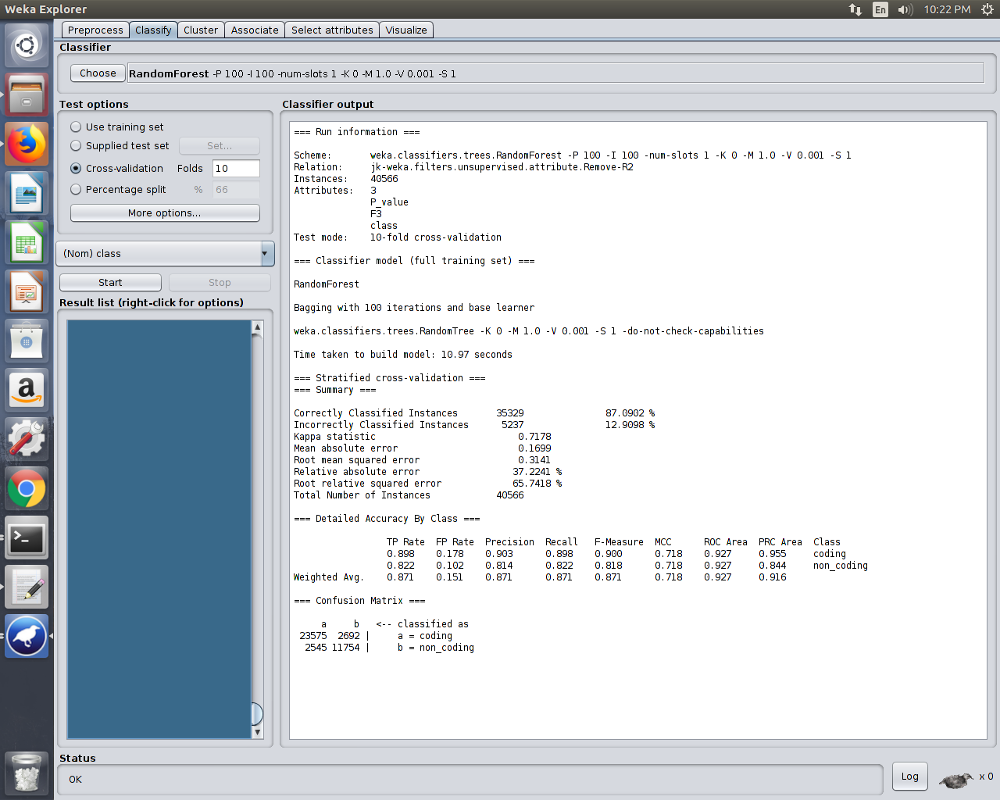 Weka Explorer
En
10:22 PM
Preprocess Classify Cluster Associate Select attributes Visualize
Classifier
Choose RandomForest -P 100 -I 100 -num-slots 1 -K 0 -M 1.0 -V 0.001 -S 1
Test options
Use training set
Supplied test set Set...
Cross-validation Folds 10
Percentage split % 66
More options...
(Nom) class
Start Stop
Result list (right-click for options)
Classifier output
=== Run information ===
Scheme: weka.classifiers.trees.RandomForest -P 100 -I 100 -num-slots 1 -K 0 -M 1.0 -V 0.001 -S 1
Relation: jk-weka.filters.unsupervised.attribute.Remove-R2
Instances: 40566
Attributes: 3
P_value
F3
class
Test mode: 10-fold cross-validation
=== Classifier model (full training set) ===
RandomForest
Bagging with 100 iterations and base learner
weka.classifiers.trees.RandomTree -K 0 -M 1.0 -V 0.001 -S 1 -do-not-check-capabilities
Time taken to build model: 10.97 seconds
=== Stratified cross-validation ===
=== Summary ===
Correctly Classified Instances 35329 87.0902 %
Incorrectly Classified Instances 5237 12.9098 %
Kappa statistic 0.7178
Mean absolute error 0.1699
Root mean squared error 0.3141
Relative absolute error 37.2241 %
Root relative squared error 65.7418 %
Total Number of Instances 40566
=== Detailed Accuracy By Class ===
TP Rate FP Rate Precision Recall F-Measure MCC ROC Area PRC Area Class
0.898 0.178 0.903 0.898 0.900 0.718 0.927 0.955 coding
0.822 0.102 0.814 0.822 0.818 0.718 0.927 0.844 non_coding
Weighted Avg. 0.871 0.151 0.871 0.871 0.871 0.718 0.927 0.916
=== Confusion Matrix ===
a b <-- classified as
23575 2692 | a = coding
2545 11754 | b = non_coding
Status
OK
Log
x 0